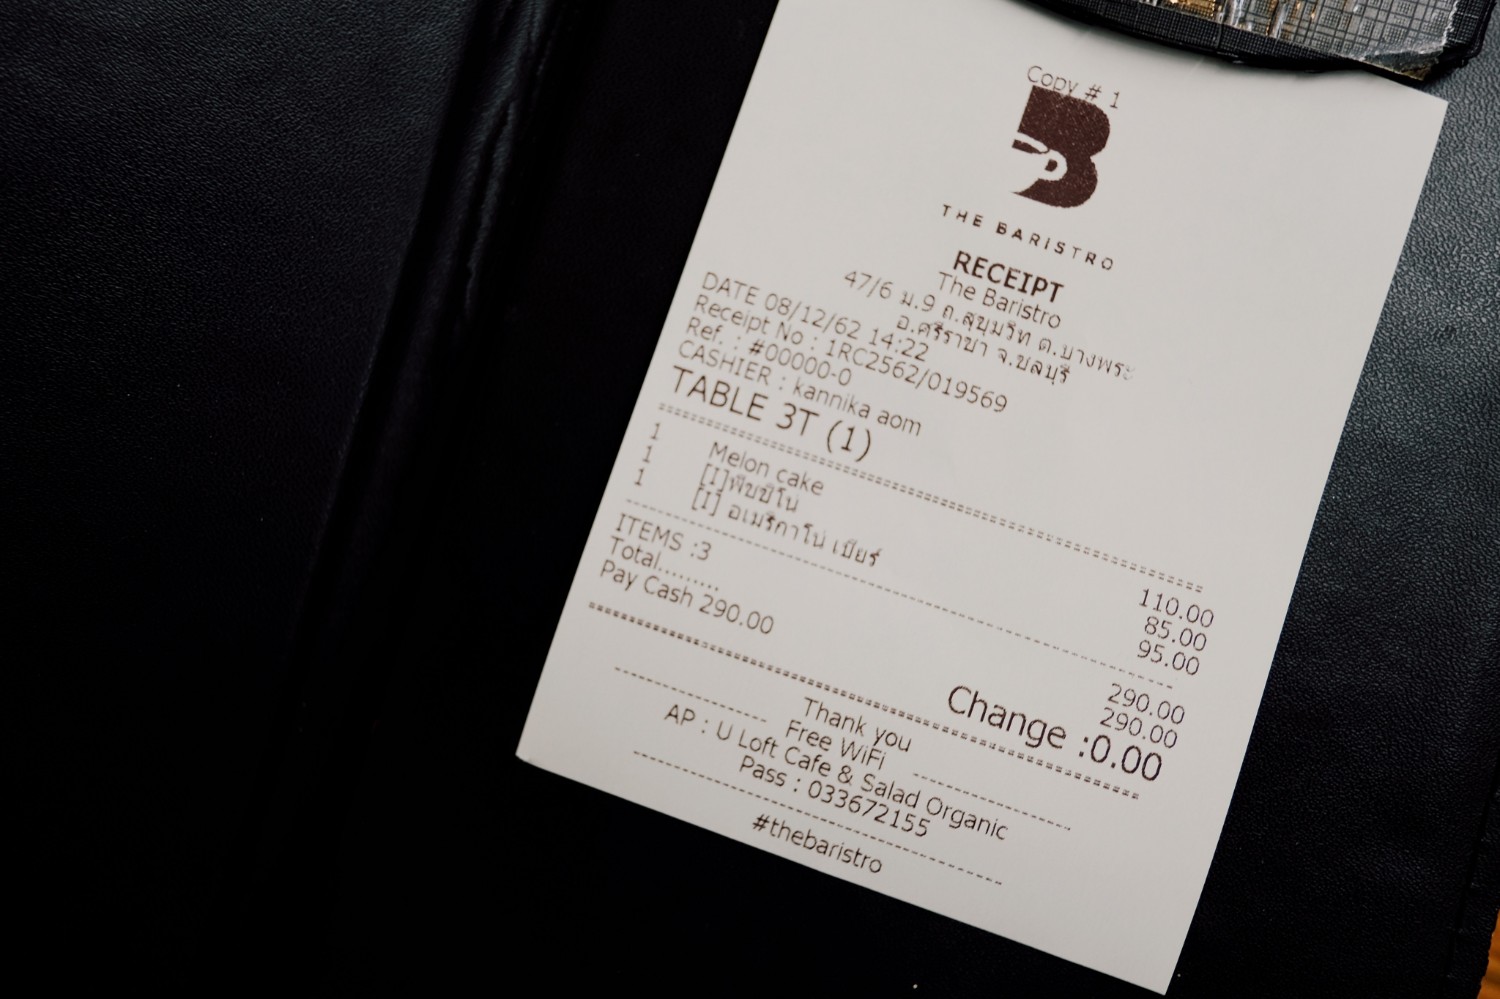 Copy # 1
THE BARISTRO
RECEIPT
The Baristro
47/6 ม.9 ถ.สุขุมวิท ต.บางพระ
อ.ศรีราชา จ.ชลบุรี
DATE 08/12/62 14:22
Receipt No : 1RC2562/019569
Ref. : #00000-0
CASHIER : kannika aom
TABLE 3T (1)
1 Melon cake 110.00
1 [I]พีบบิโน่ 85.00
1 [I] อเมริกาโน่ เบียร์ 95.00
ITEMS :3 290.00
Total......... 290.00
Pay Cash 290.00 Change :0.00
Thank you
Free WiFi
AP : U Loft Cafe & Salad Organic
Pass : 033672155
#thebaristro